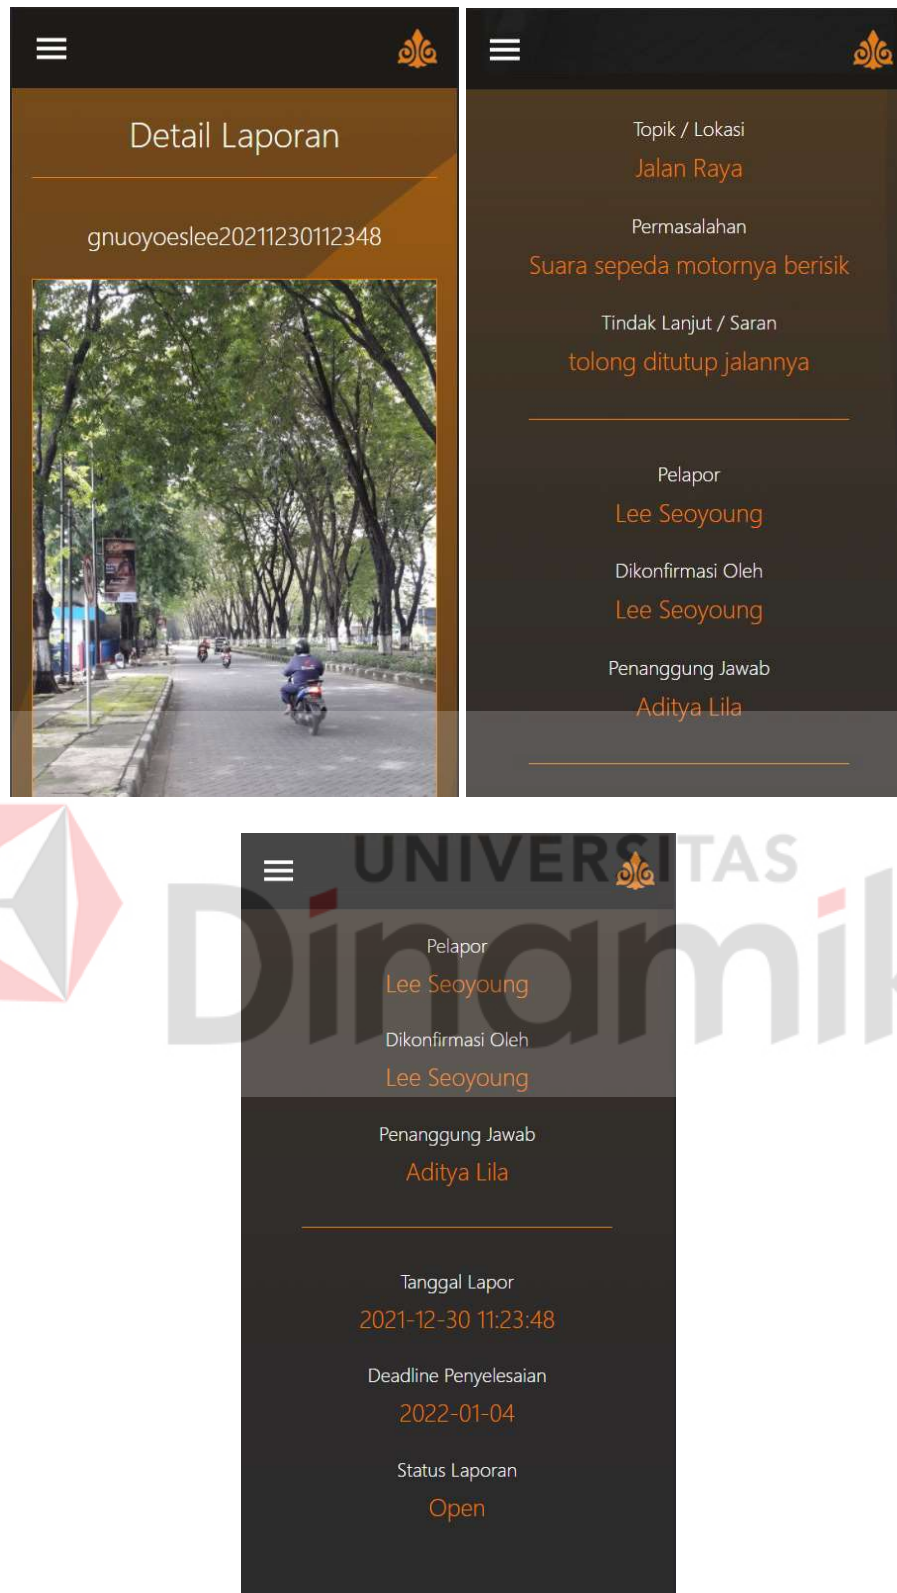 Detail Laporan
gnuoyoeslee20211230112348
Topik / Lokasi
Jalan Raya
Permasalahan
Suara sepeda motornya berisik
Tindak Lanjut / Saran
tolong ditutup jalannya
Pelapor
Lee Seoyoung
Dikonfirmasi Oleh
Lee Seoyoung
Penanggung Jawab
Aditya Lila
UNIVERSITAS
Dinamik
Pelapor
Lee Seoyoung
Dikonfirmasi Oleh
Lee Seoyoung
Penanggung Jawab
Aditya Lila
Tanggal Lapor
2021-12-30 11:23:48
Deadline Penyelesaian
2022-01-04
Status Laporan
Open